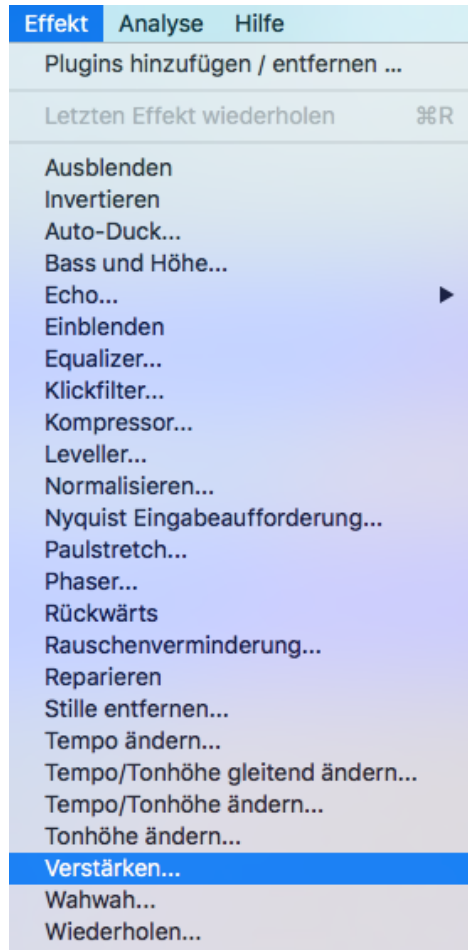 Effekt Analyse Hilfe
Plugins hinzufügen / entfernen ...
Letzten Effekt wiederholen ⌘R
Ausblenden
Invertieren
Auto-Duck...
Bass und Höhe...
Echo... ▶
Einblenden
Equalizer...
Klickfilter...
Kompressor...
Leveller...
Normalisieren...
Nyquist Eingabeaufforderung...
Paulstretch...
Phaser...
Rückwärts
Rauschenverminderung...
Reparieren
Stille entfernen...
Tempo ändern...
Tempo/Tonhöhe gleitend ändern...
Tempo/Tonhöhe ändern...
Tonhöhe ändern...
Verstärken...
Wahwah...
Wiederholen...